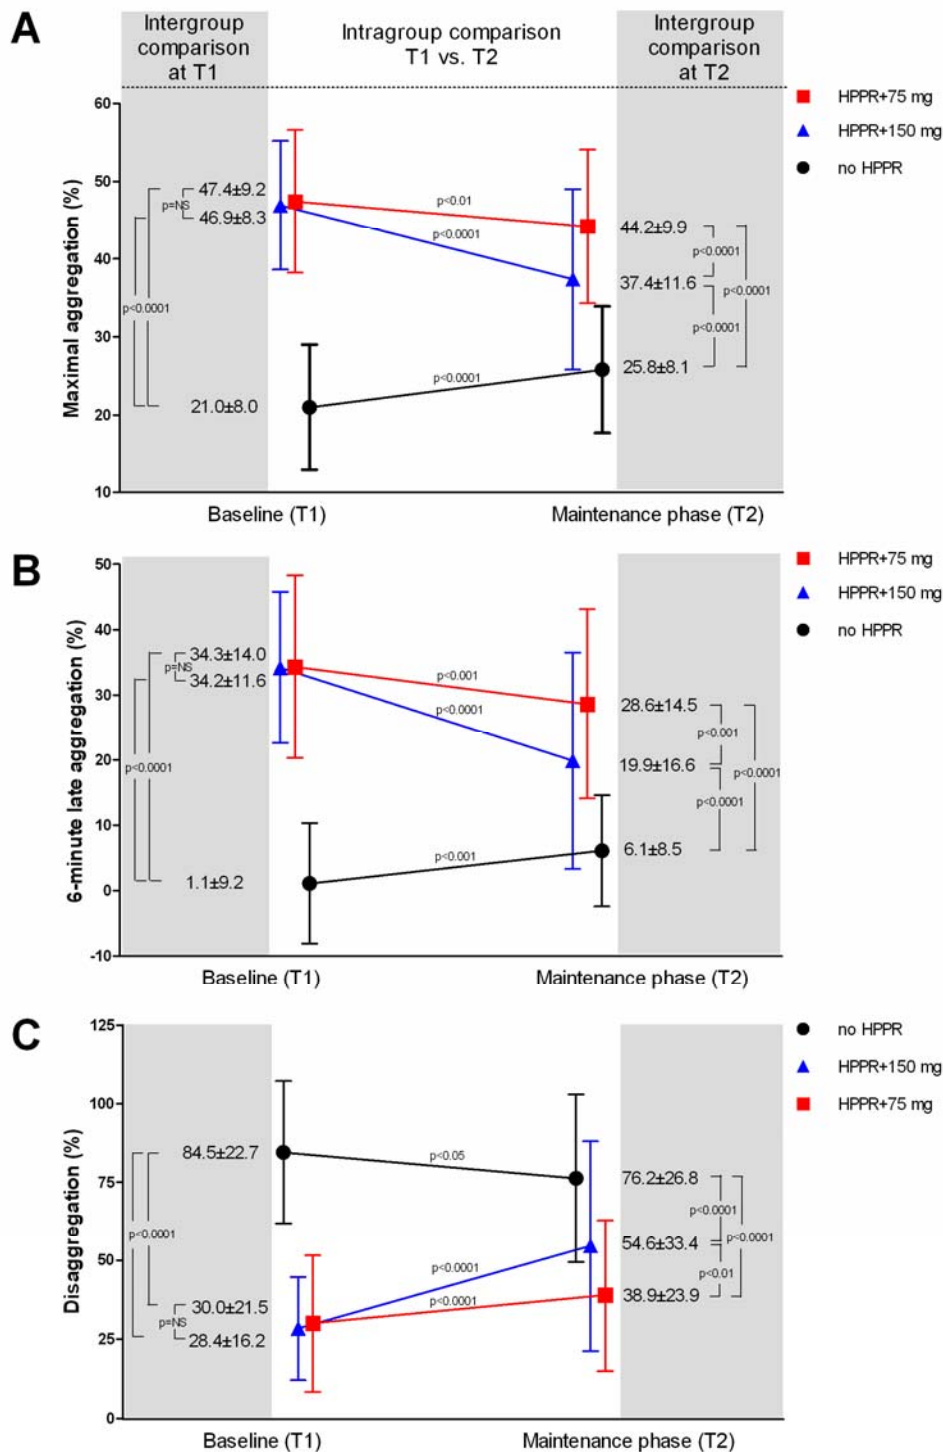 A
Intergroup
comparison
at T1
Intragroup comparison
T1 vs. T2
Intergroup
comparison
at T2
HPPR+75 mg
HPPR+150 mg
no HPPR
Maximal aggregation (%)
60
50
40
30
20
10
47.4±9.2
p=NS
46.9±8.3
p<0.0001
21.0±8.0
p<0.01
p<0.0001
p<0.0001
44.2±9.9
p<0.0001
37.4±11.6
p<0.0001
p<0.0001
25.8±8.1
Baseline (T1)
Maintenance phase (T2)
B
HPPR+75 mg
HPPR+150 mg
no HPPR
6-minute late aggregation (%)
50
40
30
20
10
0
-10
34.3±14.0
p=NS
34.2±11.6
p<0.0001
1.1±9.2
p<0.001
p<0.0001
p<0.001
28.6±14.5
p<0.001
19.9±16.6
p<0.0001
p<0.0001
6.1±8.5
Baseline (T1)
Maintenance phase (T2)
C
no HPPR
HPPR+150 mg
HPPR+75 mg
Disaggregation (%)
125
100
75
50
25
0
84.5±22.7
p<0.0001
30.0±21.5
p=NS
28.4±16.2
p<0.05
p<0.0001
p<0.0001
76.2±26.8
p<0.0001
54.6±33.4
p<0.0001
p<0.01
38.9±23.9
Baseline (T1)
Maintenance phase (T2)